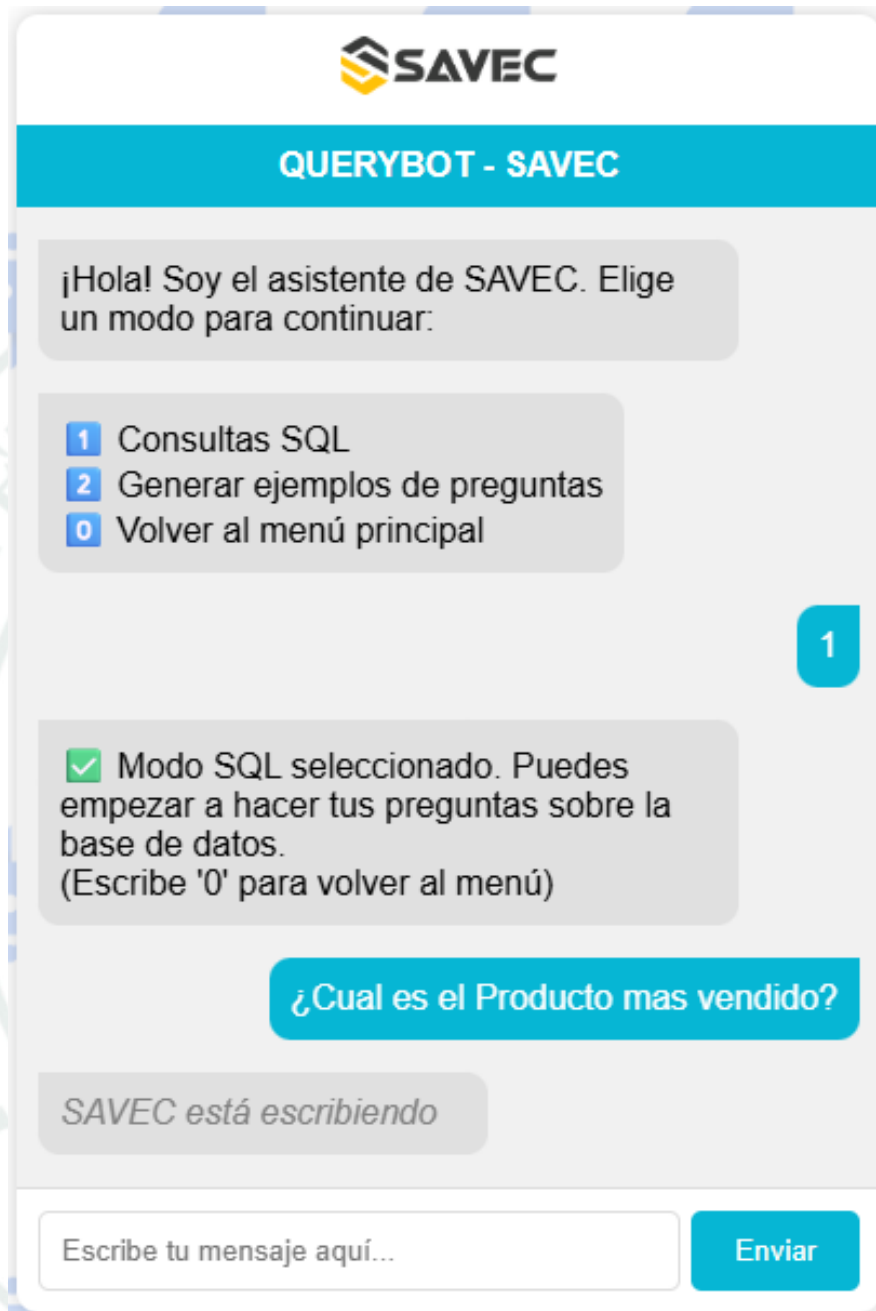 SAVEC
QUERYBOT - SAVEC
¡Hola! Soy el asistente de SAVEC. Elige
un modo para continuar:
1 Consultas SQL
2 Generar ejemplos de preguntas
0 Volver al menú principal
1
✅ Modo SQL seleccionado. Puedes
empezar a hacer tus preguntas sobre la
base de datos.
(Escribe '0' para volver al menú)
¿Cual es el Producto mas vendido?
SAVEC está escribiendo
Escribe tu mensaje aquí...
Enviar